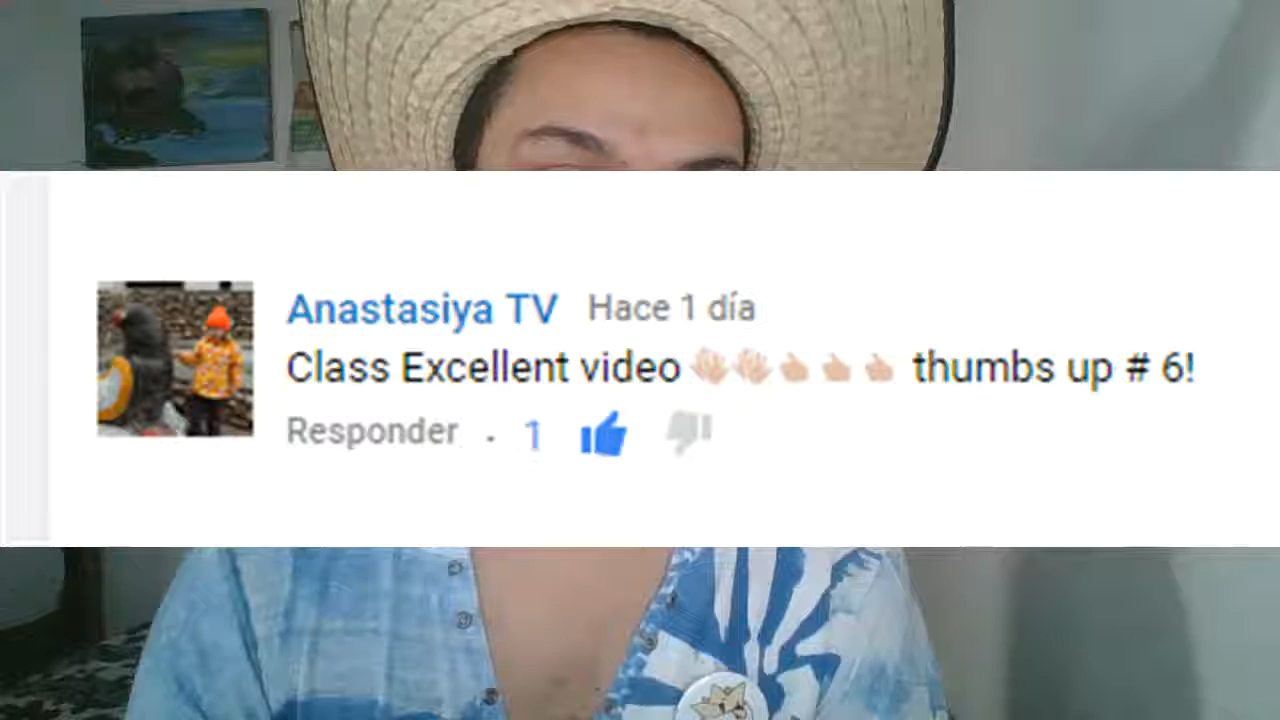 Anastasiya TV Hace 1 día
Class Excellent video 👋🏻👋🏻👍🏻👍🏻👍🏻 thumbs up # 6!
Responder · 1